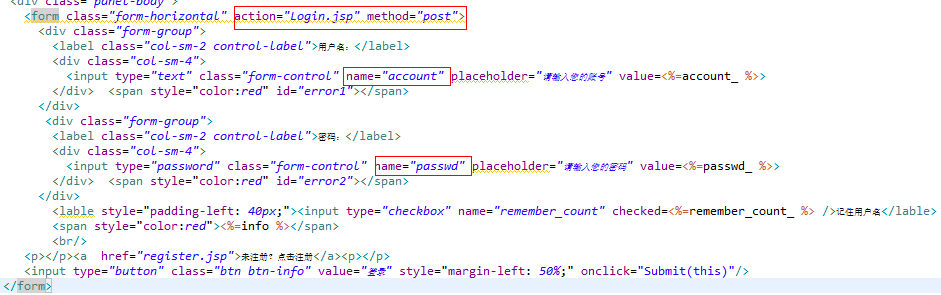 <div class="panel-body">
<form class="form-horizontal" action="Login.jsp" method="post">
<div class="form-group">
<label class="col-sm-2 control-label">用户名：</label>
<div class="col-sm-4">
<input type="text" class="form-control" name="account" placeholder="请输入您的账号" value=<%=account_ %>>
</div> <span style="color:red" id="error1"></span>
</div>
<div class="form-group">
<label class="col-sm-2 control-label">密码：</label>
<div class="col-sm-4">
<input type="password" class="form-control" name="passwd" placeholder="请输入您的密码" value=<%=passwd_ %>>
</div> <span style="color:red" id="error2"></span>
</div>
<lable style="padding-left: 40px;"><input type="checkbox" name="remember_count" checked=<%=remember_count_ %> />记住用户名</lable>
<span style="color:red"><%=info %></span>
<br/>
<p></p><a href="register.jsp">未注册？点击注册</a><p></p>
<input type="button" class="btn btn-info" value="登录" style="margin-left: 50%;" onclick="Submit(this)"/>
</form>